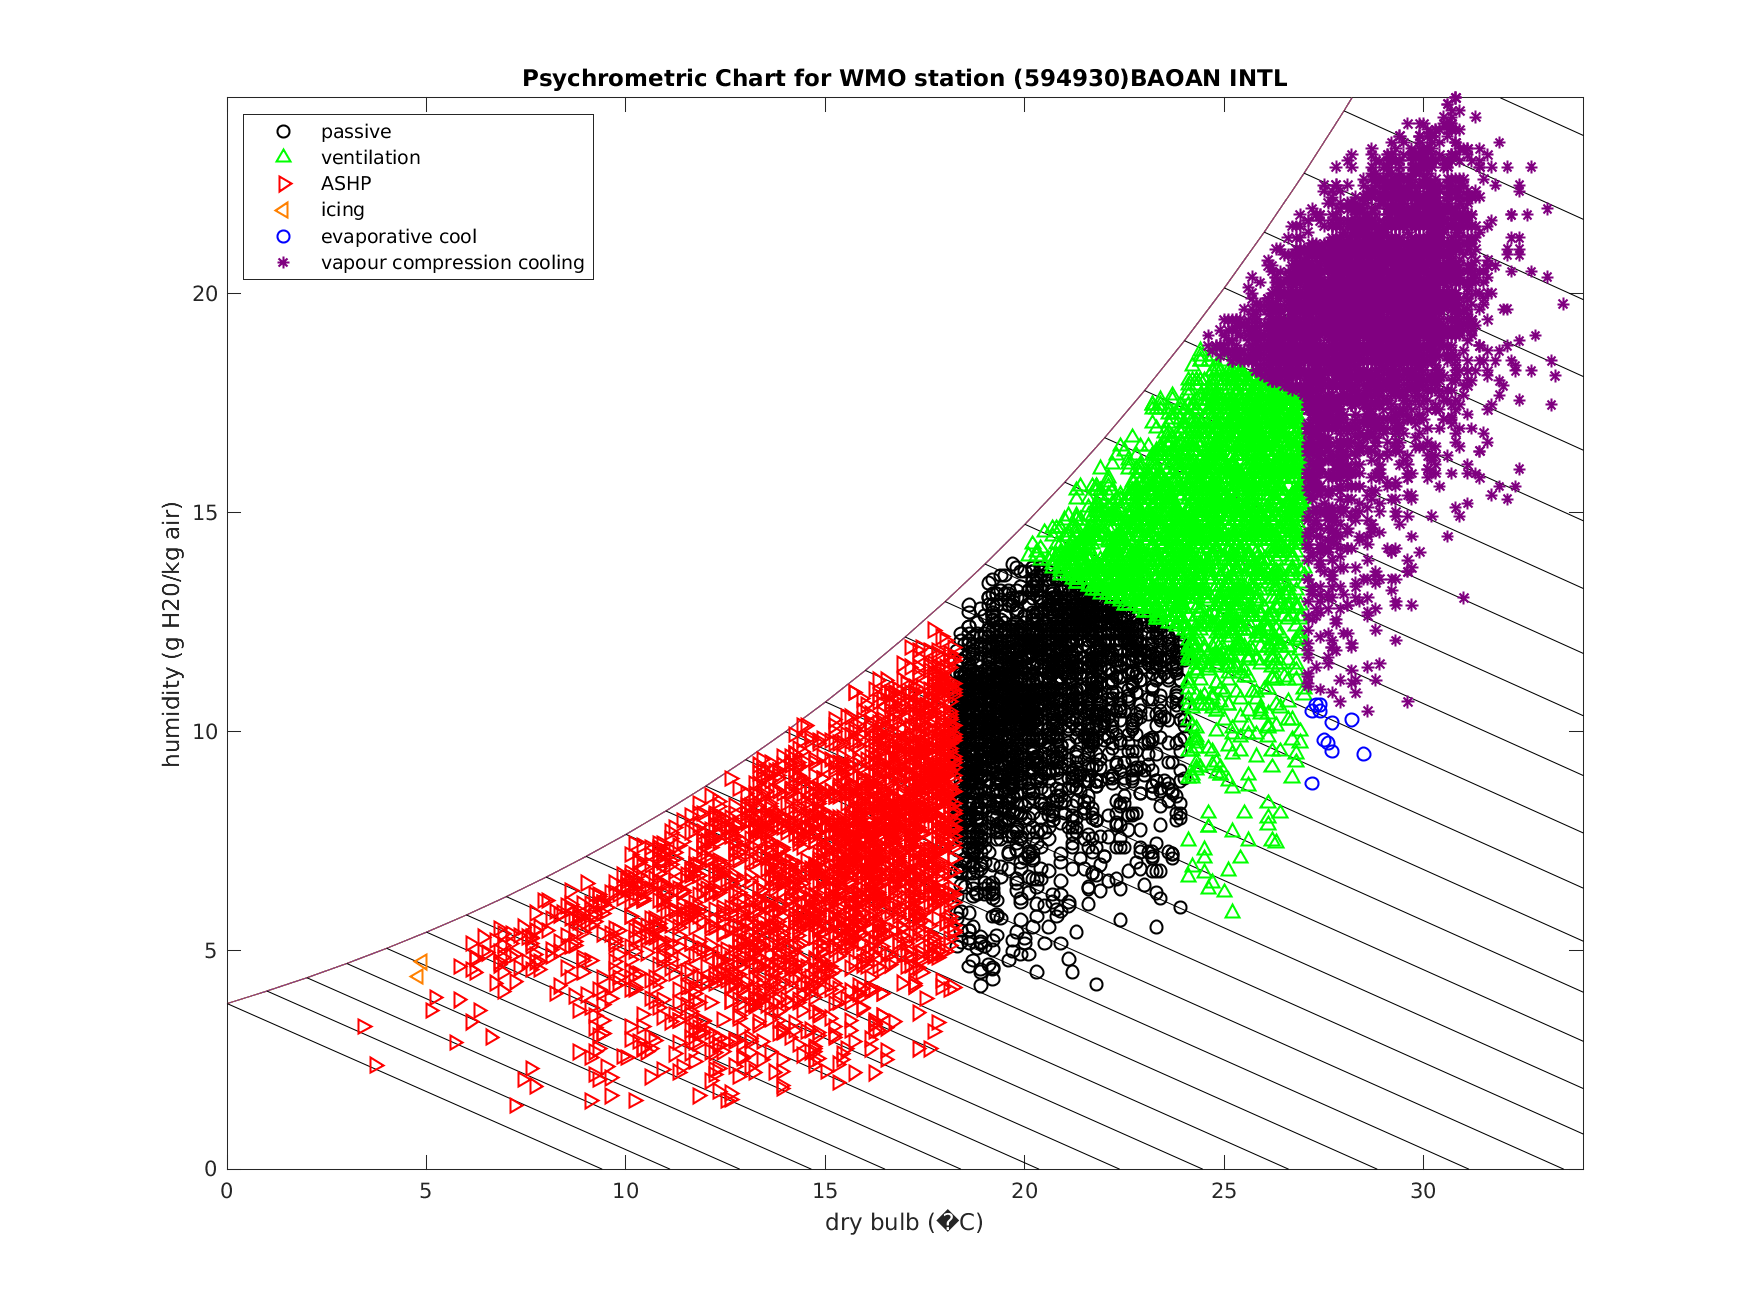 Psychrometric Chart for WMO station (594930)BAOAN INTL
passive
ventilation
ASHP
icing
evaporative cool
vapour compression cooling
20
15
10
5
0
humidity (g H20/kg air)
0 5 10 15 20 25 30
dry bulb (�C)